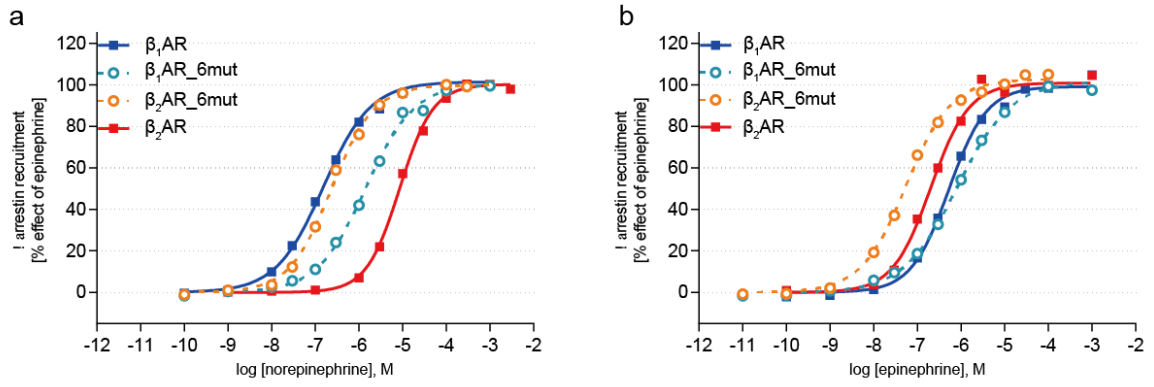 a
120
100
80
60
40
20
0
! arrestin recruitment
[% effect of epinephrine]
β₁AR
β₁AR_6mut
β₂AR_6mut
β₂AR
-12 -11 -10 -9 -8 -7 -6 -5 -4 -3 -2
log [norepinephrine], M
b
120
100
80
60
40
20
0
! arrestin recruitment
[% effect of epinephrine]
β₁AR
β₁AR_6mut
β₂AR_6mut
β₂AR
-12 -11 -10 -9 -8 -7 -6 -5 -4 -3 -2
log [epinephrine], M